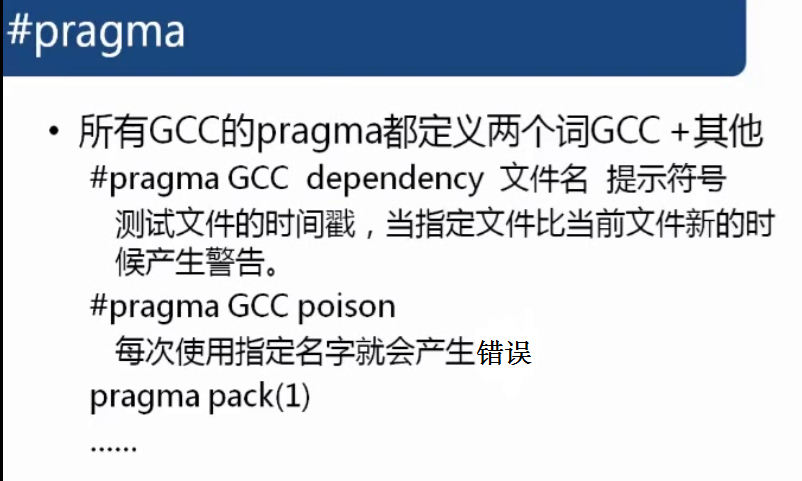 #pragma
• 所有GCC的pragma都定义两个词GCC +其他
#pragma GCC dependency 文件名 提示符号
测试文件的时间戳，当指定文件比当前文件新的时
候产生警告。
#pragma GCC poison
每次使用指定名字就会产生错误
pragma pack(1)
......